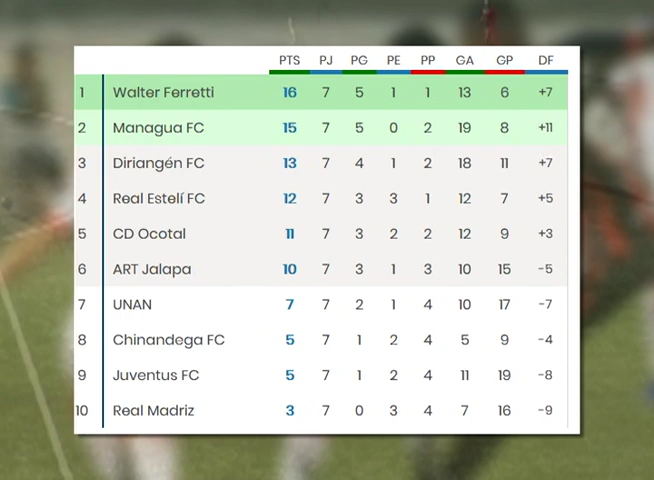 PTS PJ PG PE PP GA GP DF
1 Walter Ferretti 16 7 5 1 1 13 6 +7
2 Managua FC 15 7 5 0 2 19 8 +11
3 Diriangén FC 13 7 4 1 2 18 11 +7
4 Real Estelí FC 12 7 3 3 1 12 7 +5
5 CD Ocotal 11 7 3 2 2 12 9 +3
6 ART Jalapa 10 7 3 1 3 10 15 -5
7 UNAN 7 7 2 1 4 10 17 -7
8 Chinandega FC 5 7 1 2 4 5 9 -4
9 Juventus FC 5 7 1 2 4 11 19 -8
10 Real Madriz 3 7 0 3 4 7 16 -9